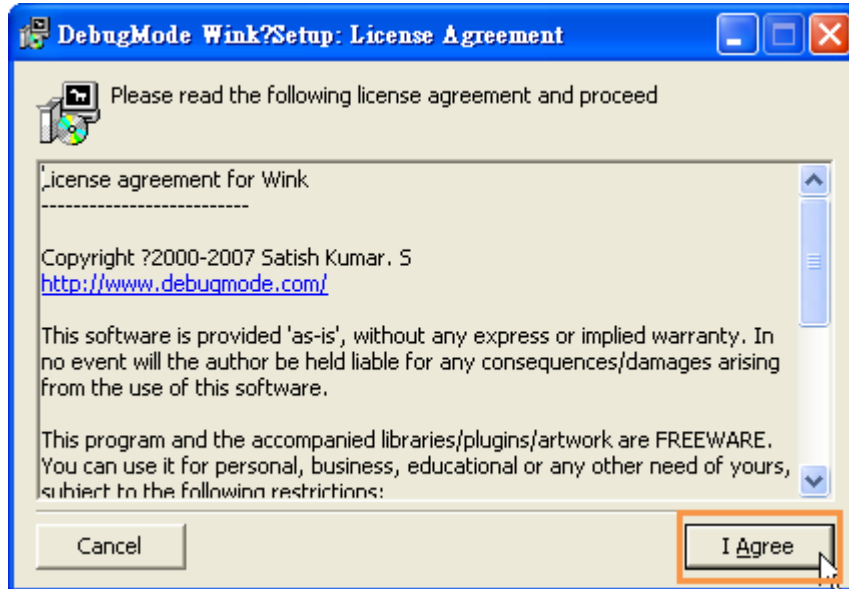 DebugMode Wink?Setup: License Agreement
Please read the following license agreement and proceed
License agreement for Wink
--------------------------
Copyright ?2000-2007 Satish Kumar. S
http://www.debugmode.com/
This software is provided 'as-is', without any express or implied warranty. In
no event will the author be held liable for any consequences/damages arising
from the use of this software.
This program and the accompanied libraries/plugins/artwork are FREEWARE.
You can use it for personal, business, educational or any other need of yours,
subject to the following restrictions:
Cancel
I Agree